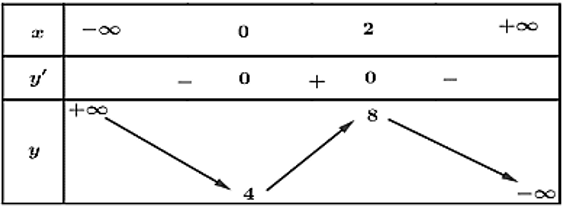 x −∞ 0 2 +∞
y′ − 0 + 0 −
+∞ 8
y
4 −∞